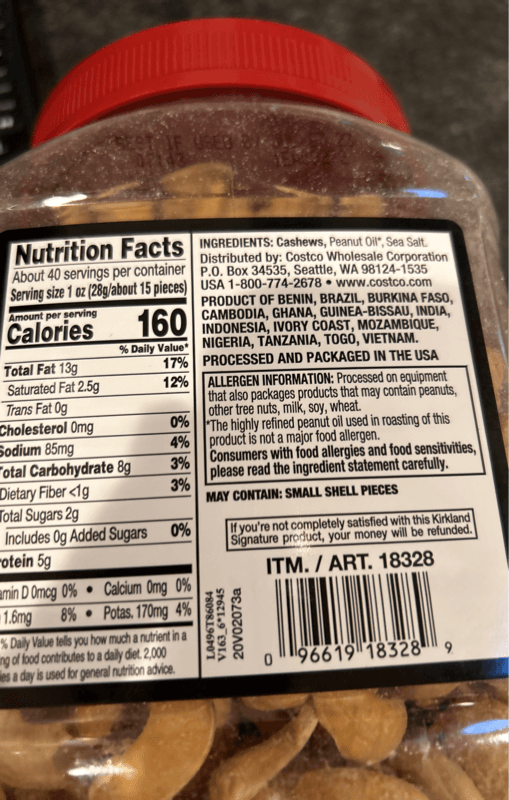 BEST IF USED BY
Nutrition Facts
About 40 servings per container
Serving size 1 oz (28g/about 15 pieces)
Amount per serving
Calories 160
% Daily Value*
Total Fat 13g 17%
Saturated Fat 2.5g 12%
Trans Fat 0g
Cholesterol 0mg 0%
Sodium 85mg 4%
Total Carbohydrate 8g 3%
Dietary Fiber <1g 3%
Total Sugars 2g
Includes 0g Added Sugars 0%
rotein 5g
amin D 0mcg 0% • Calcium 0mg 0%
1.6mg 8% • Potas. 170mg 4%
% Daily Value tells you how much a nutrient in a
ng of food contributes to a daily diet. 2,000
es a day is used for general nutrition advice.
INGREDIENTS: Cashews, Peanut Oil*, Sea Salt.
Distributed by: Costco Wholesale Corporation
P.O. Box 34535, Seattle, WA 98124-1535
USA 1-800-774-2678 • www.costco.com
PRODUCT OF BENIN, BRAZIL, BURKINA FASO,
CAMBODIA, GHANA, GUINEA-BISSAU, INDIA,
INDONESIA, IVORY COAST, MOZAMBIQUE,
NIGERIA, TANZANIA, TOGO, VIETNAM.
PROCESSED AND PACKAGED IN THE USA
ALLERGEN INFORMATION: Processed on equipment
that also packages products that may contain peanuts,
other tree nuts, milk, soy, wheat.
*The highly refined peanut oil used in roasting of this
product is not a major food allergen.
Consumers with food allergies and food sensitivities,
please read the ingredient statement carefully.
MAY CONTAIN: SMALL SHELL PIECES
If you're not completely satisfied with this Kirkland
Signature product, your money will be refunded.
ITM. / ART. 18328
L0496T86084
V163_6*12945
20V02073a
0 96619 18328 9